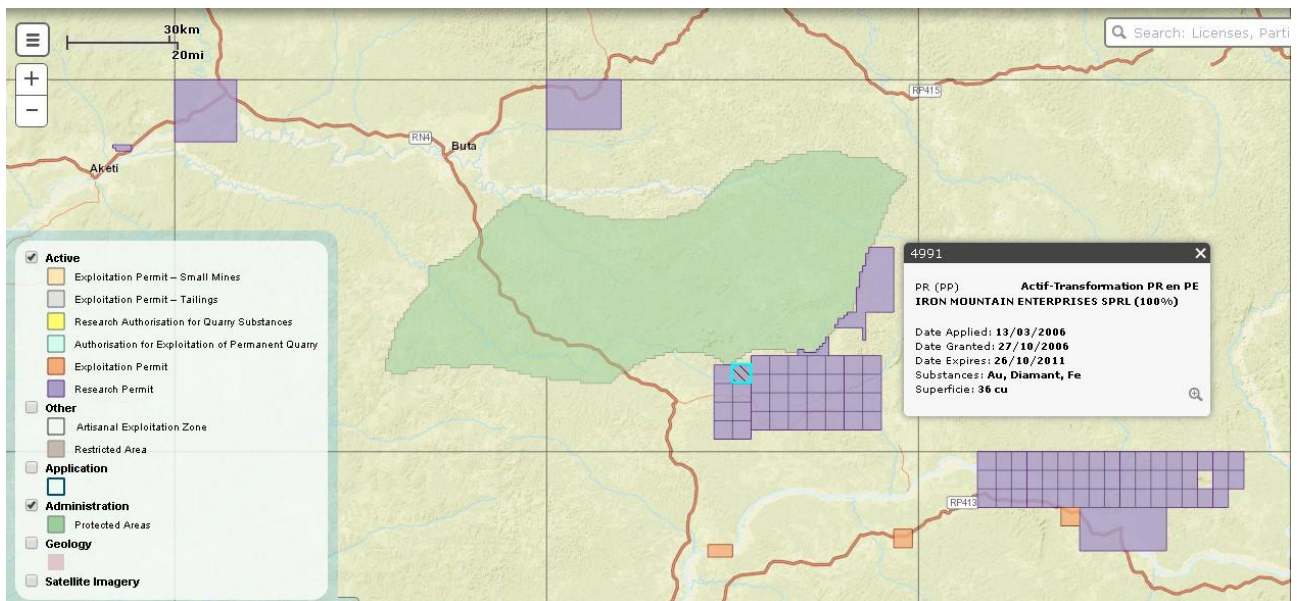 30km
20mi
Search: Licenses, Parti
RP415
RN4
Buta
Aketi
Active
Exploitation Permit – Small Mines
Exploitation Permit – Tailings
Research Authorisation for Quarry Substances
Authorisation for Exploitation of Permanent Quarry
Exploitation Permit
Research Permit
Other
Artisanal Exploitation Zone
Restricted Area
Application
Administration
Protected Areas
Geology
Satellite Imagery
4991
PR (PP) Actif-Transformation PR en PE
IRON MOUNTAIN ENTERPRISES SPRL (100%)
Date Applied: 13/03/2006
Date Granted: 27/10/2006
Date Expires: 26/10/2011
Substances: Au, Diamant, Fe
Superficie: 36 cu
RP413